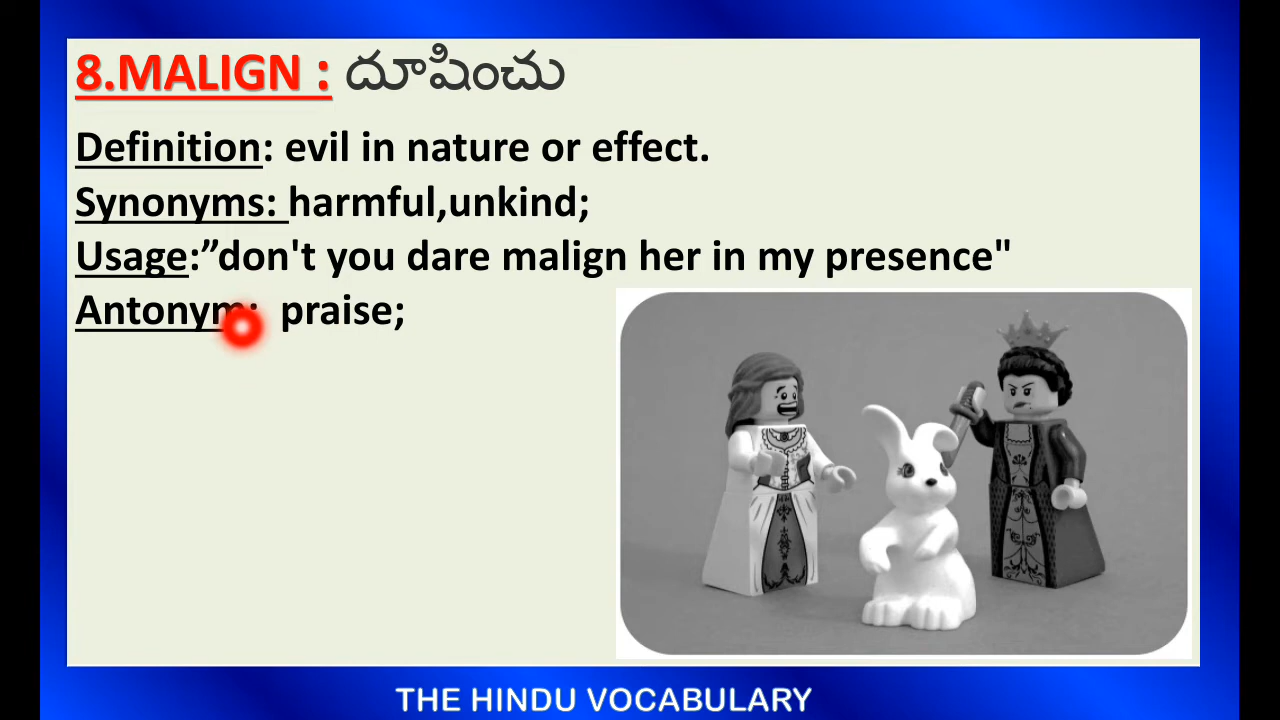 8.MALIGN : దూషించు
Definition: evil in nature or effect.
Synonyms: harmful,unkind;
Usage:”don't you dare malign her in my presence"
Antonym: praise;
THE HINDU VOCABULARY